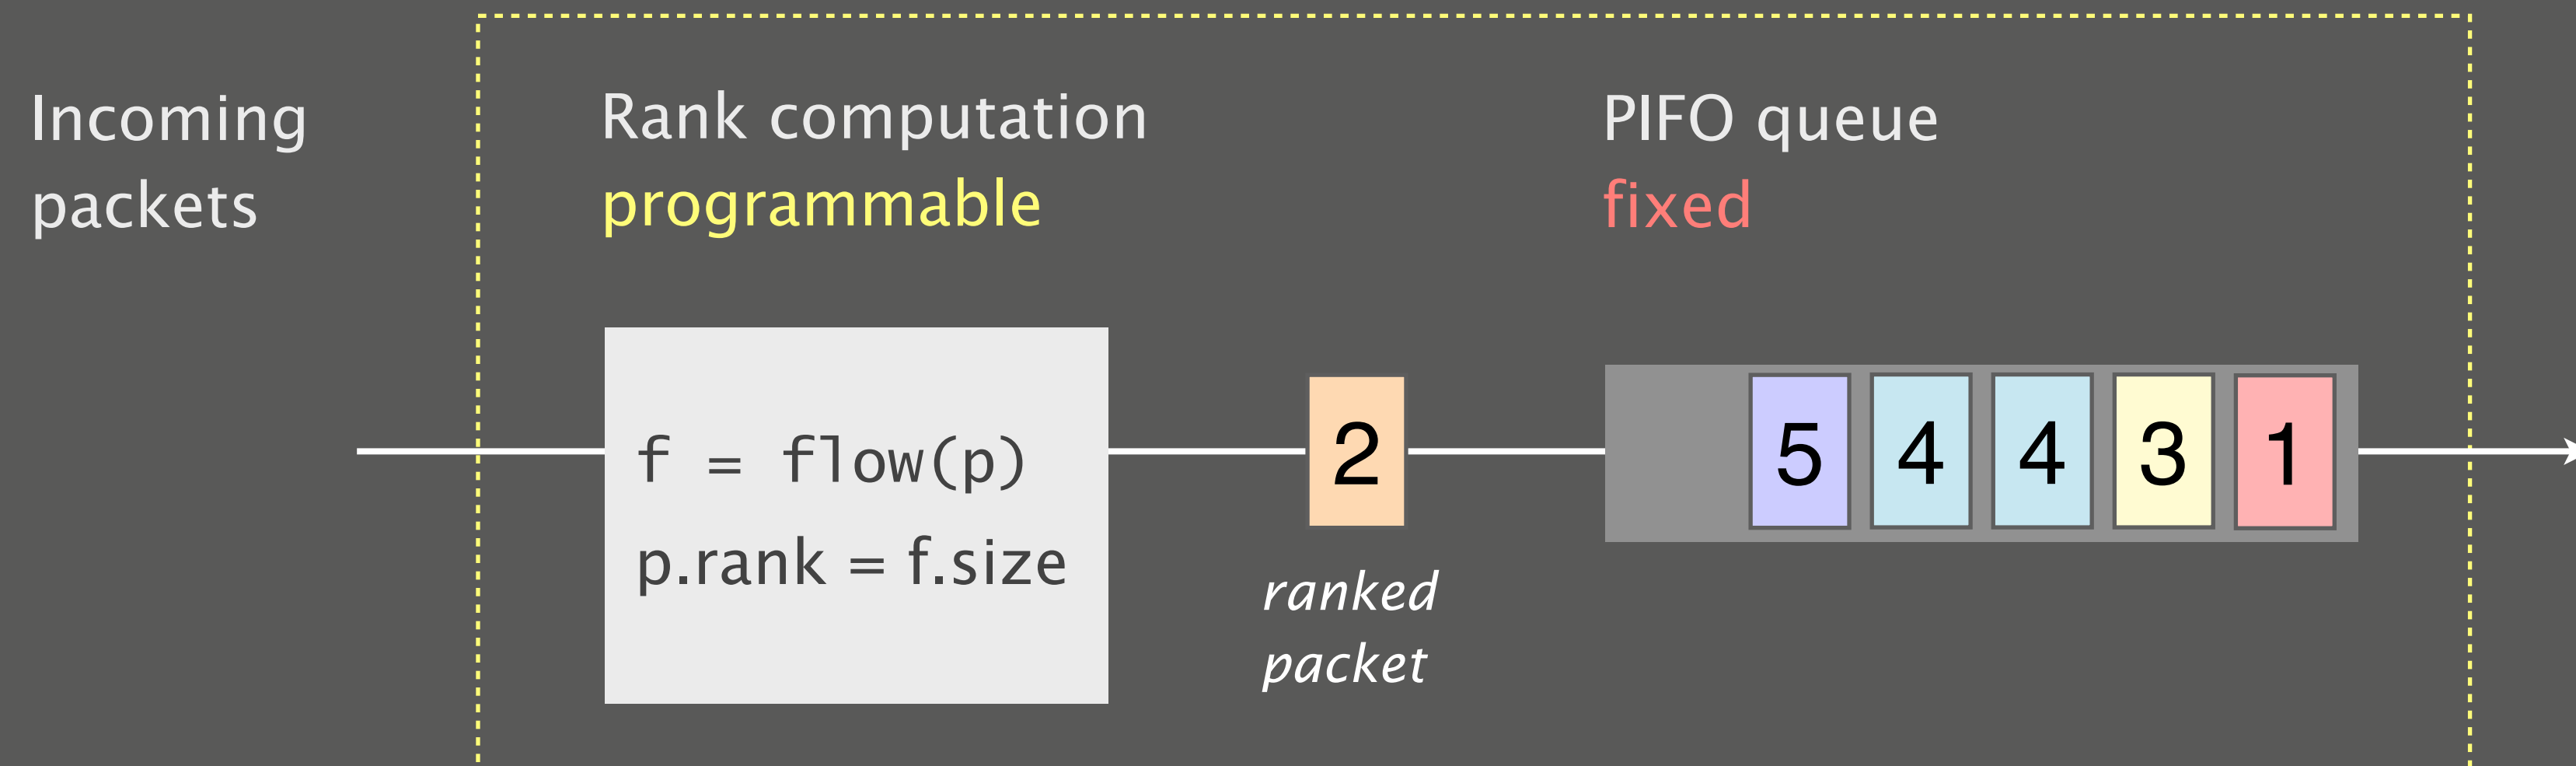 Incoming
packets
Rank computation
programmable
PIFO queue
fixed
f = flow(p)
p.rank = f.size
2
ranked
packet
5 4 4 3 1